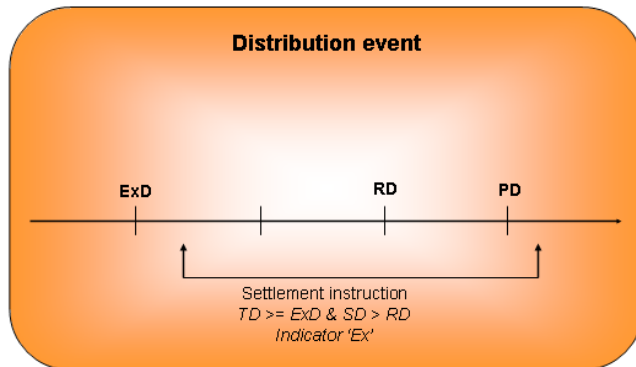 Distribution event
ExD RD PD
Settlement instruction
TD >= ExD & SD > RD
Indicator ‘Ex’